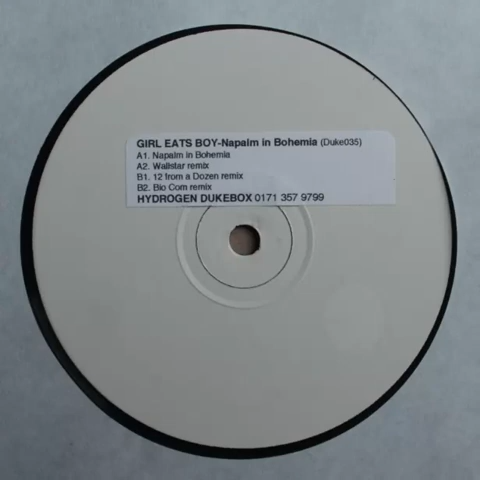 GIRL EATS BOY-Napalm in Bohemia (Duke035)
A1. Napalm in Bohemia
A2. Wallstar remix
B1. 12 from a Dozen remix
B2. Bio Com remix
HYDROGEN DUKEBOX 0171 357 9799